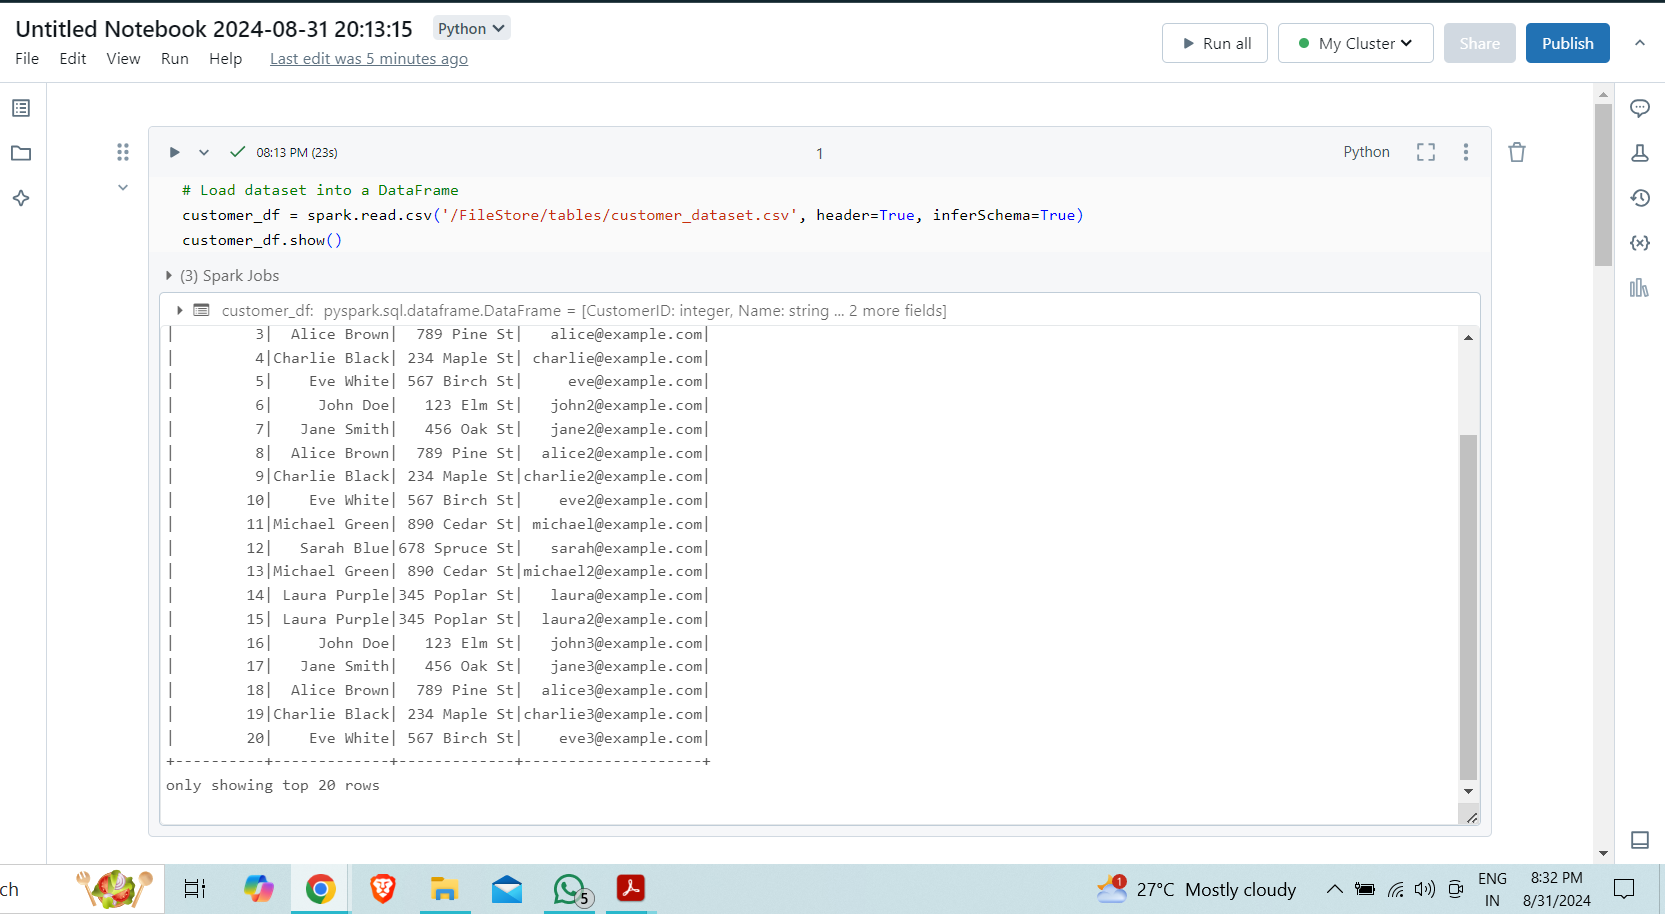 Untitled Notebook 2024-08-31 20:13:15 Python
File Edit View Run Help Last edit was 5 minutes ago
Run all My Cluster Share Publish
08:13 PM (23s) 1 Python
# Load dataset into a DataFrame
customer_df = spark.read.csv('/FileStore/tables/customer_dataset.csv', header=True, inferSchema=True)
customer_df.show()
(3) Spark Jobs
customer_df: pyspark.sql.dataframe.DataFrame = [CustomerID: integer, Name: string ... 2 more fields]
|         3|  Alice Brown|  789 Pine St|   alice@example.com|
|         4|Charlie Black| 234 Maple St| charlie@example.com|
|         5|    Eve White| 567 Birch St|     eve@example.com|
|         6|     John Doe|   123 Elm St|   john2@example.com|
|         7|   Jane Smith|   456 Oak St|   jane2@example.com|
|         8|  Alice Brown|  789 Pine St|  alice2@example.com|
|         9|Charlie Black| 234 Maple St|charlie2@example.com|
|        10|    Eve White| 567 Birch St|    eve2@example.com|
|        11|Michael Green| 890 Cedar St| michael@example.com|
|        12|   Sarah Blue|678 Spruce St|   sarah@example.com|
|        13|Michael Green| 890 Cedar St|michael2@example.com|
|        14| Laura Purple|345 Poplar St|   laura@example.com|
|        15| Laura Purple|345 Poplar St|  laura2@example.com|
|        16|     John Doe|   123 Elm St|   john3@example.com|
|        17|   Jane Smith|   456 Oak St|   jane3@example.com|
|        18|  Alice Brown|  789 Pine St|  alice3@example.com|
|        19|Charlie Black| 234 Maple St|charlie3@example.com|
|        20|    Eve White| 567 Birch St|    eve3@example.com|
+----------+-------------+-------------+--------------------+
only showing top 20 rows
ch
5
1
27°C Mostly cloudy
ENG
IN
8:32 PM
8/31/2024